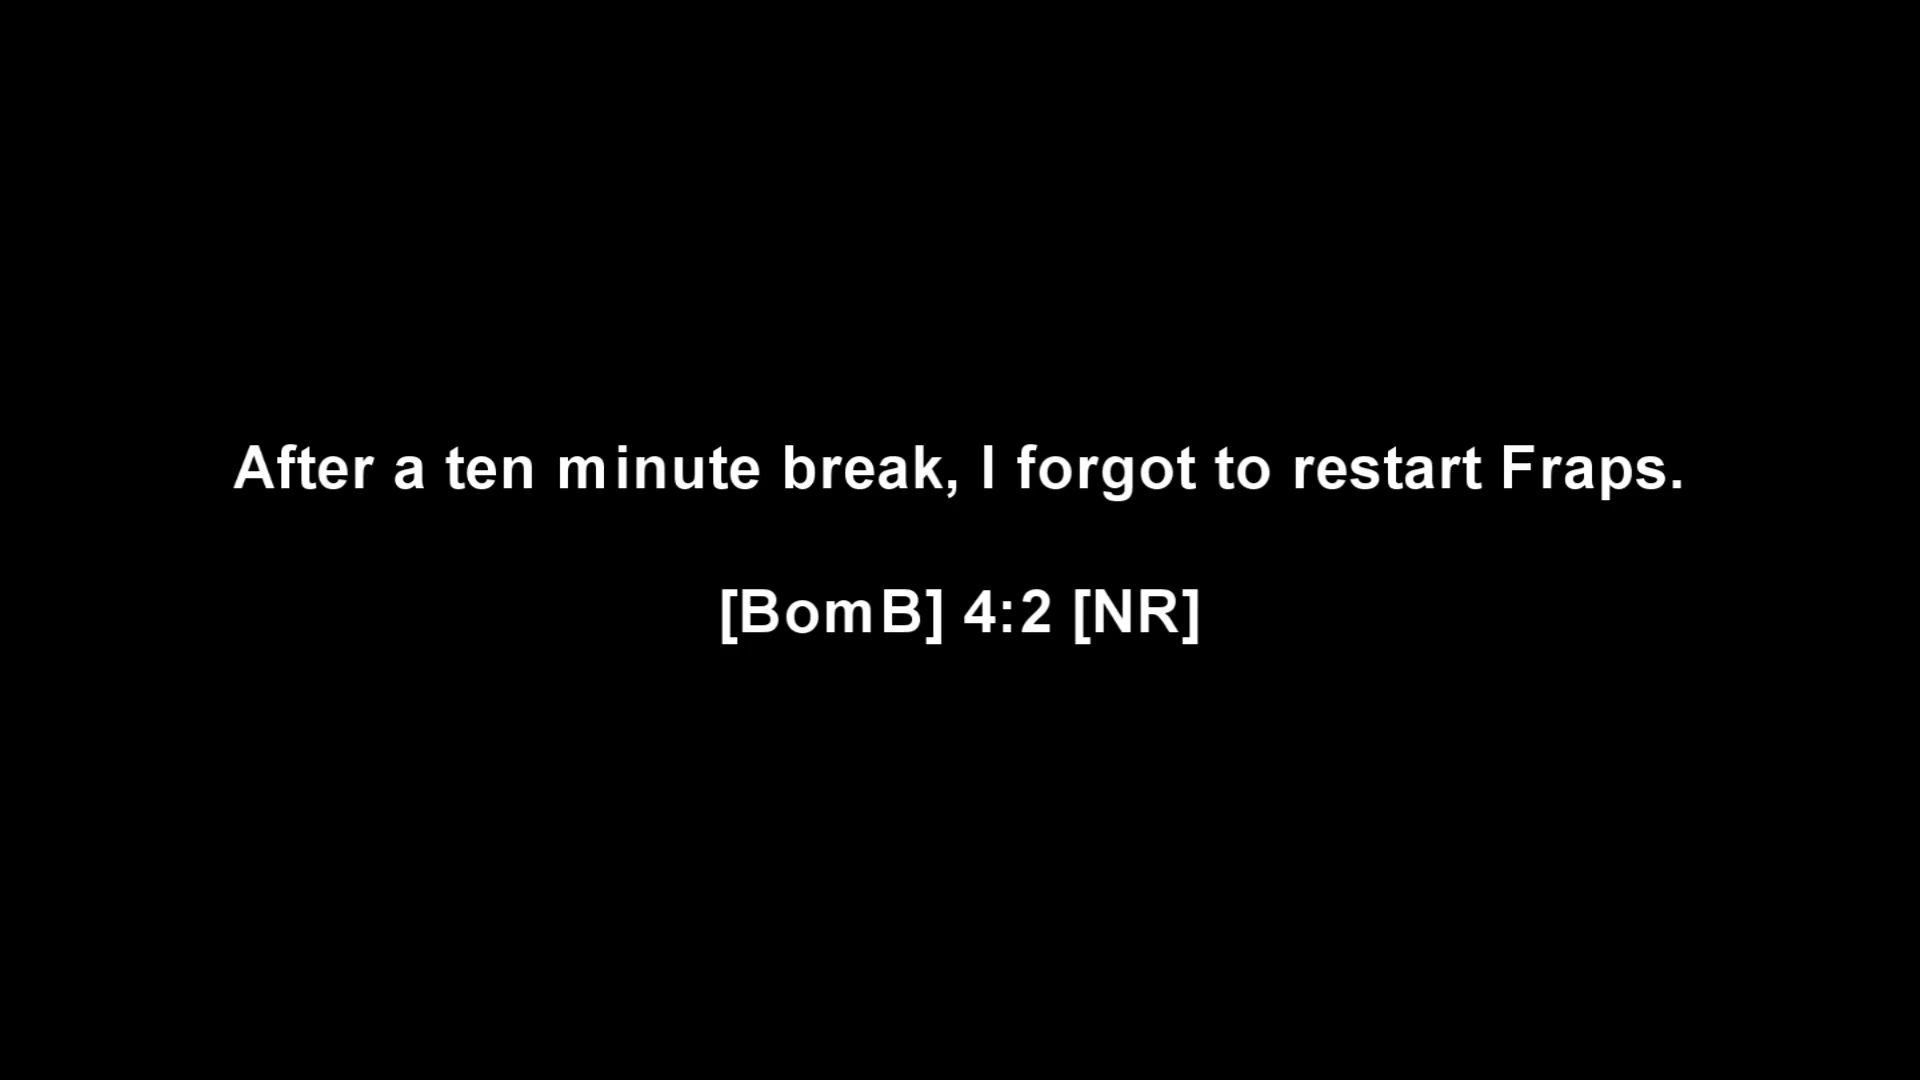 After a ten minute break, I forgot to restart Fraps.
[BomB] 4:2 [NR]